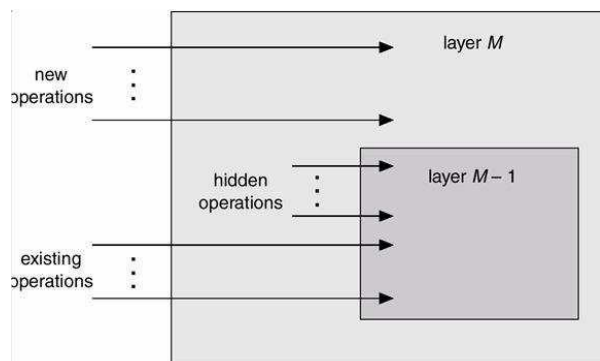 layer M
new
operations
layer M – 1
hidden
operations
existing
operations